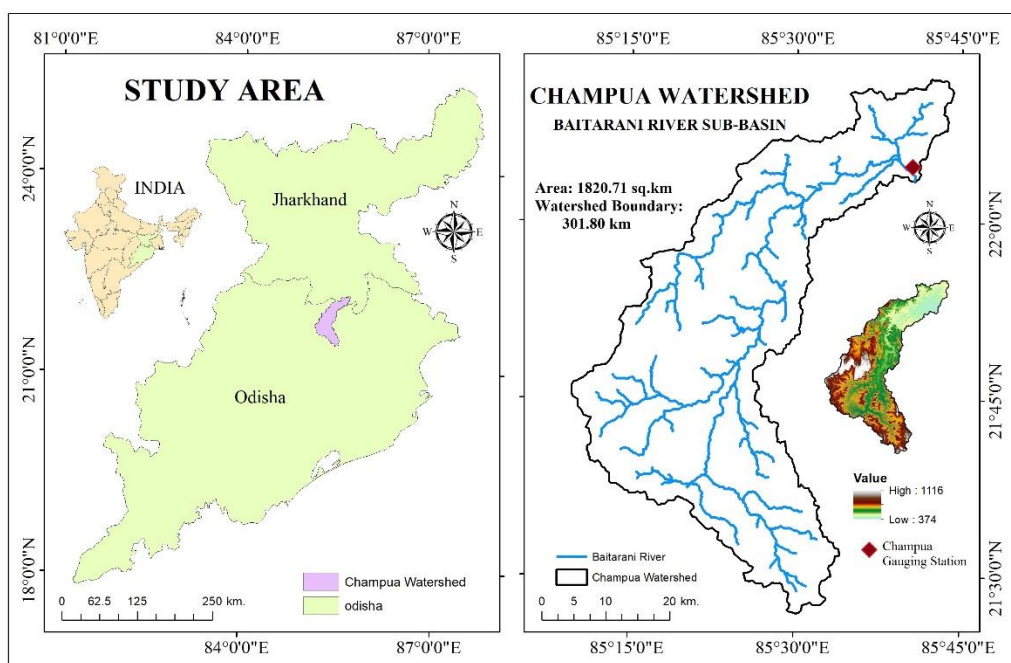 81°0'0"E
84°0'0"E
87°0'0"E
STUDY AREA
24°0'0"N
21°0'0"N
18°0'0"N
INDIA
Jharkhand
N
W
E
S
Odisha
Champua Watershed
odisha
0
62.5
125
250 km.
84°0'0"E
87°0'0"E
85°15'0"E
85°30'0"E
85°45'0"E
CHAMPUA WATERSHED
BAITARANI RIVER SUB-BASIN
Area: 1820.71 sq.km
Watershed Boundary:
301.80 km
N
W
E
S
22°0'0"N
21°45'0"N
21°30'0"N
Value
High : 1116
Low : 374
Champua
Gauging Station
Baitarani River
Champua Watershed
0
5
10
20 km.
85°15'0"E
85°30'0"E
85°45'0"E